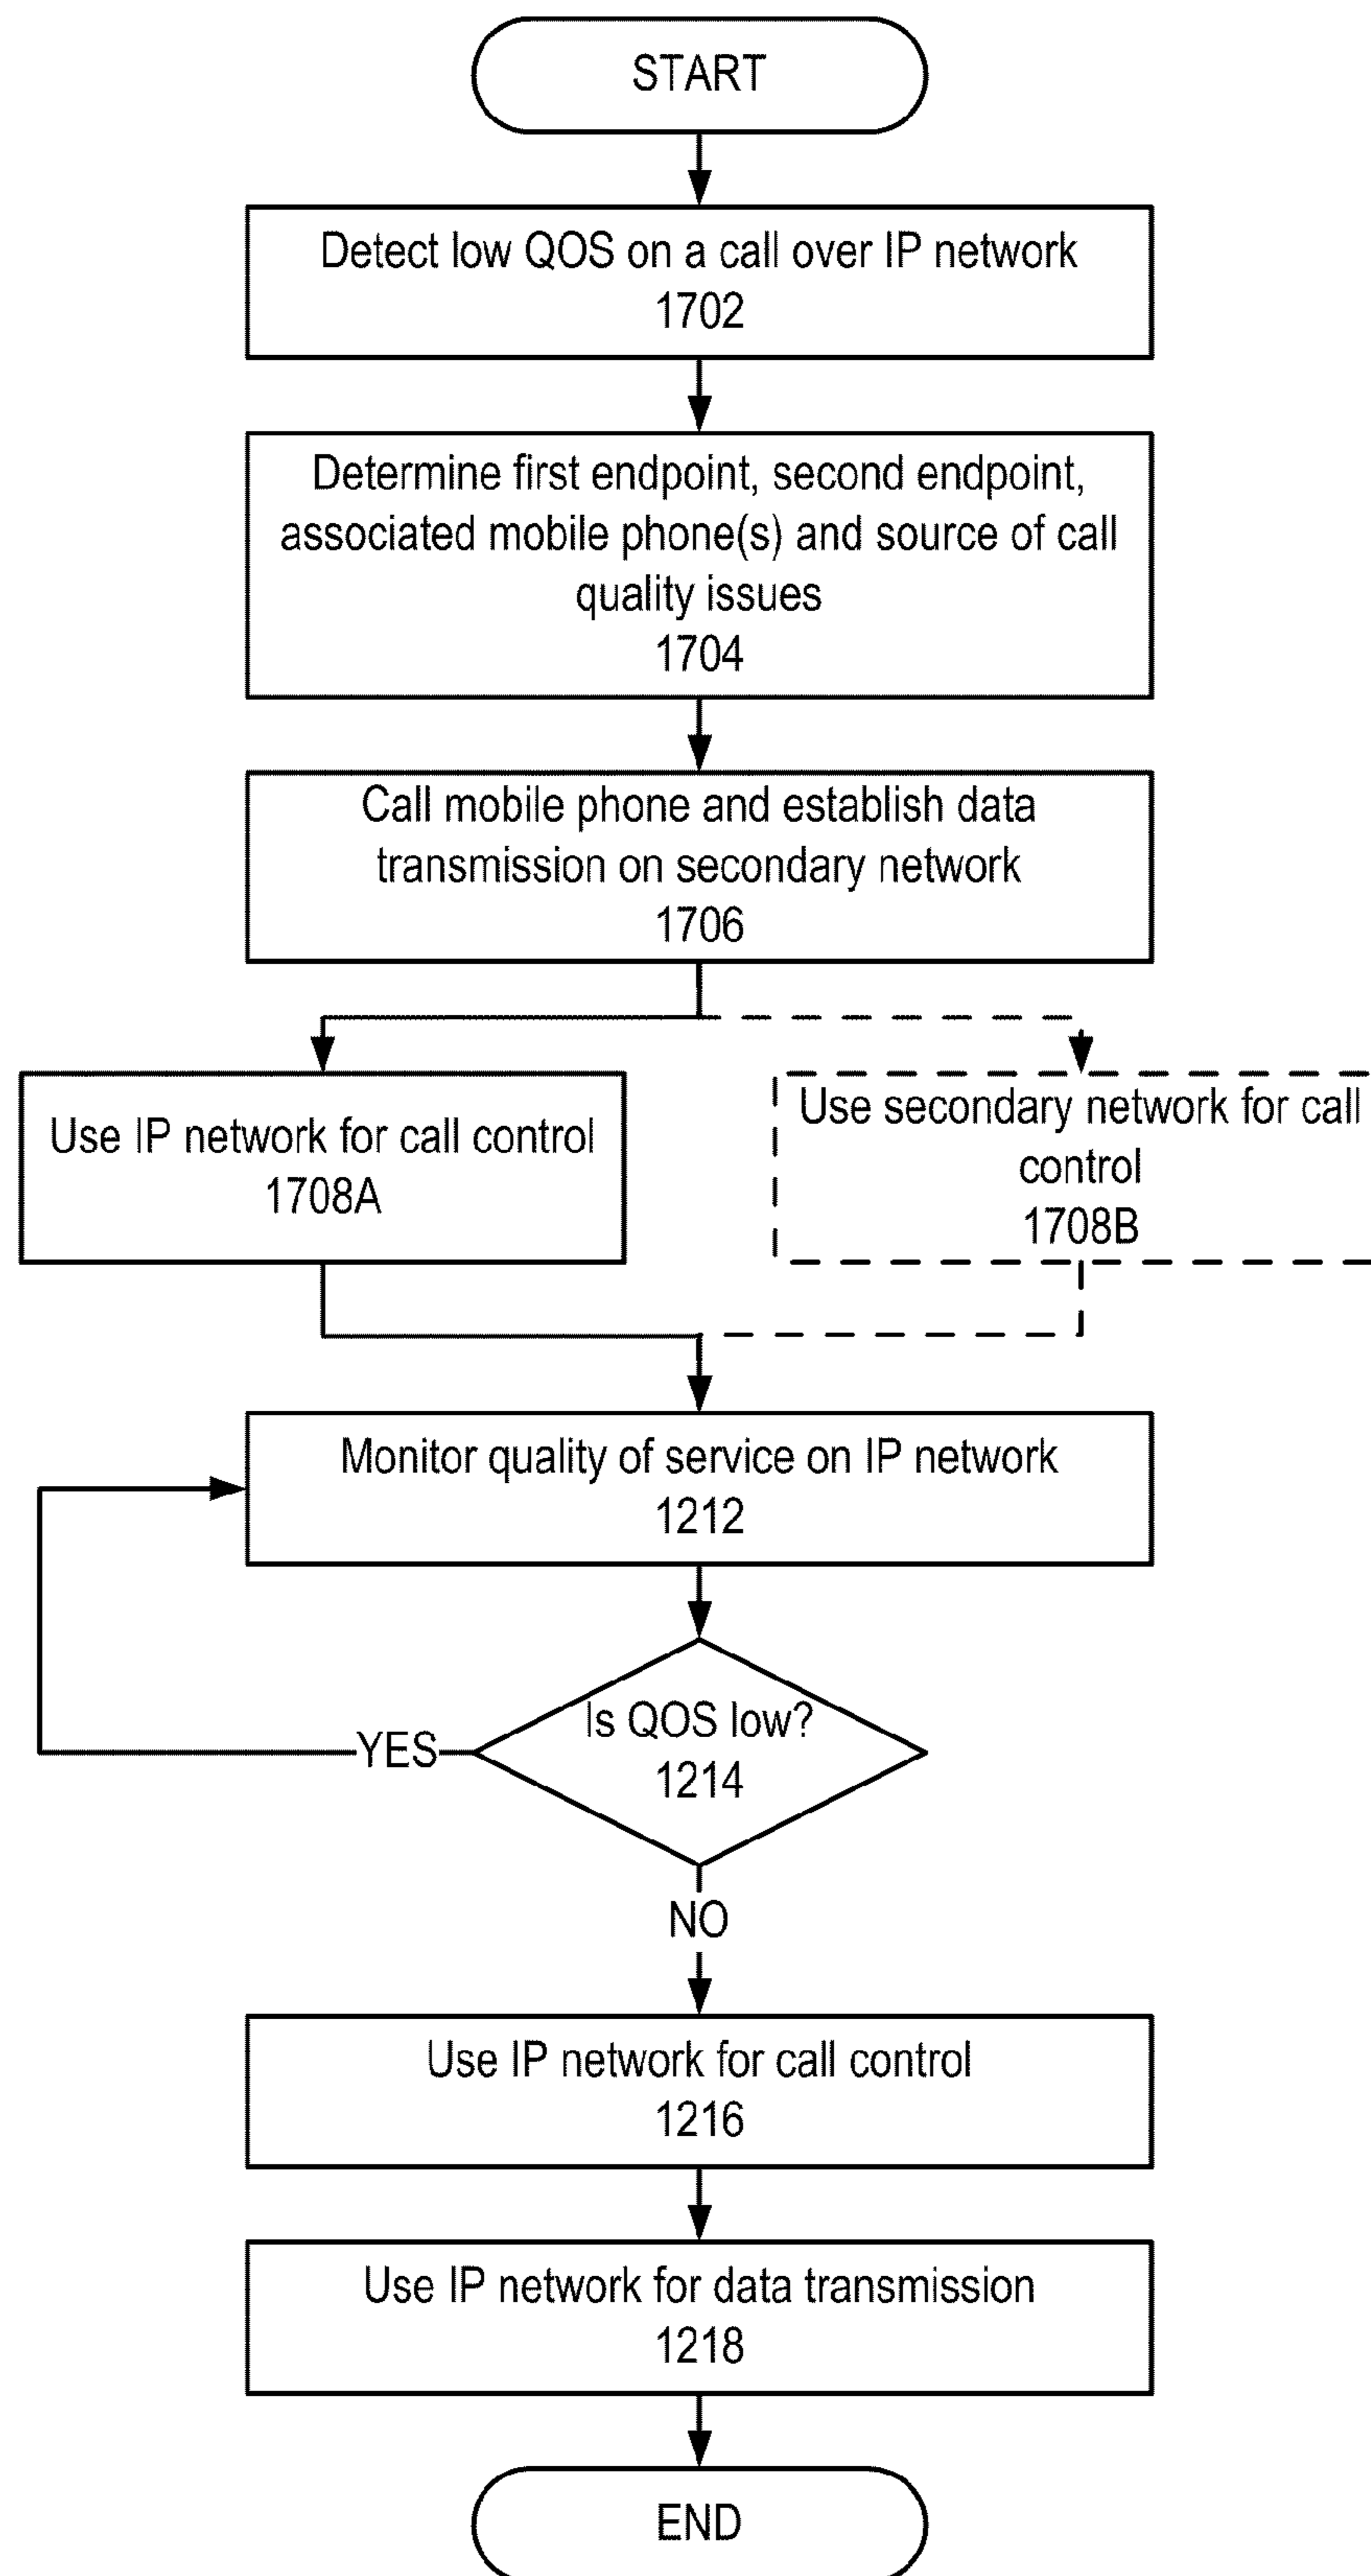 START
Detect low QOS on a call over IP network
1702
Determine first endpoint, second endpoint,
associated mobile phone(s) and source of call
quality issues
1704
Call mobile phone and establish data
transmission on secondary network
1706
Use IP network for call control
1708A
Use secondary network for call
control
1708B
Monitor quality of service on IP network
1212
Is QOS low?
1214
YES
NO
Use IP network for call control
1216
Use IP network for data transmission
1218
END